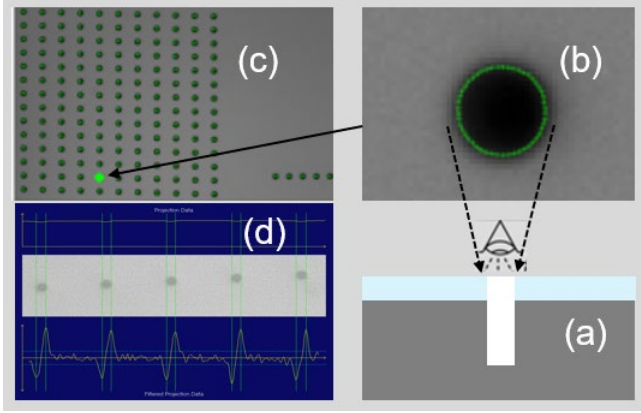 (c)
(b)
Projection Data
(d)
(a)
Filtered Projection Data